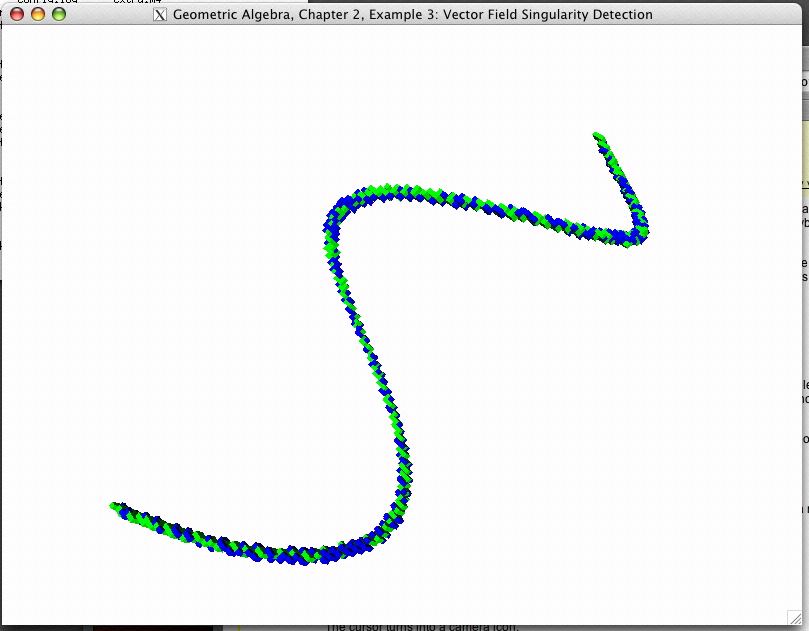 Geometric Algebra, Chapter 2, Example 3: Vector Field Singularity Detection
The cursor turns into a camera icon.